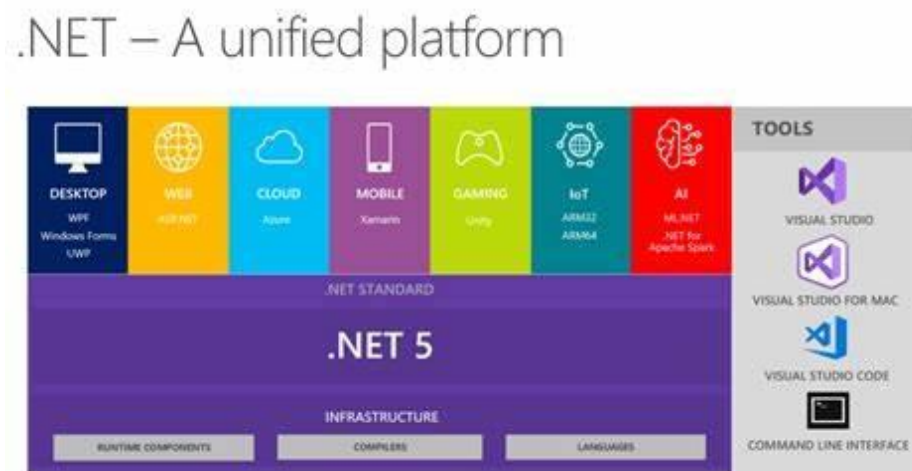 .NET – A unified platform
DESKTOP
WPF
Windows Forms
UWP
WEB
ASP.NET
CLOUD
Azure
MOBILE
Xamarin
GAMING
Unity
IoT
ARM32
ARM64
AI
ML.NET
.NET for
Apache Spark
.NET STANDARD
.NET 5
INFRASTRUCTURE
RUNTIME COMPONENTS
COMPILERS
LANGUAGES
TOOLS
VISUAL STUDIO
VISUAL STUDIO FOR MAC
VISUAL STUDIO CODE
COMMAND LINE INTERFACE